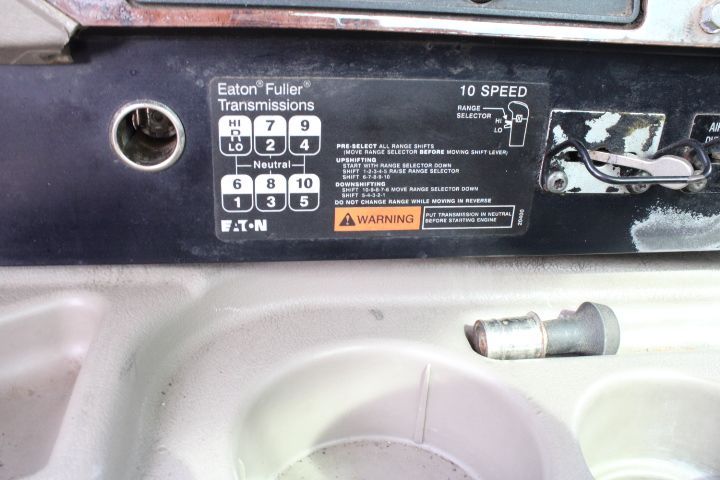 Eaton® Fuller®
Transmissions
10 SPEED
RANGE
SELECTOR
HI
LO
HI 7 9
R
LO 2 4
Neutral
6 8 10
1 3 5
EATON
PRE-SELECT ALL RANGE SHIFTS
(MOVE RANGE SELECTOR BEFORE MOVING SHIFT LEVER)
UPSHIFTING
START WITH RANGE SELECTOR DOWN
SHIFT 1-2-3-4-5 RAISE RANGE SELECTOR
SHIFT 6-7-8-9-10
DOWNSHIFTING
SHIFT 10-9-8-7-6 MOVE RANGE SELECTOR DOWN
SHIFT 5-4-3-2-1
DO NOT CHANGE RANGE WHILE MOVING IN REVERSE
WARNING
PUT TRANSMISSION IN NEUTRAL
BEFORE STARTING ENGINE
AI